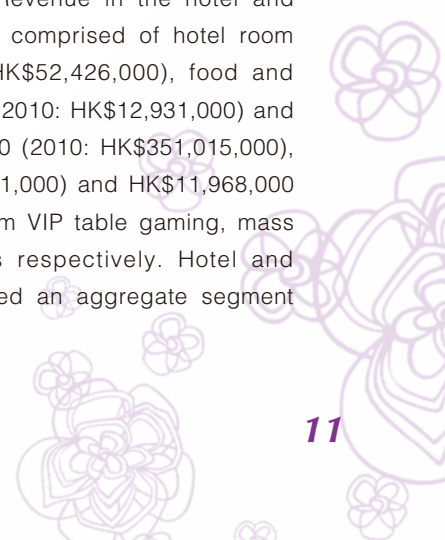 Revenue in the hotel and
comprised of hotel room
HK$52,426,000), food and
2010: HK$12,931,000) and
0 (2010: HK$351,015,000),
1,000) and HK$11,968,000
m VIP table gaming, mass
s respectively. Hotel and
ed an aggregate segment
11